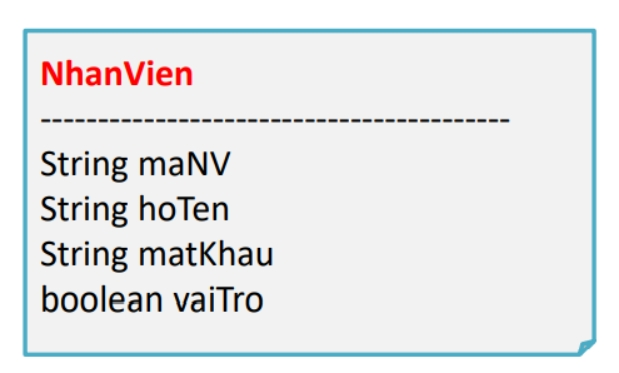 NhanVien
-----------------------------------------
String maNV
String hoTen
String matKhau
boolean vaiTro